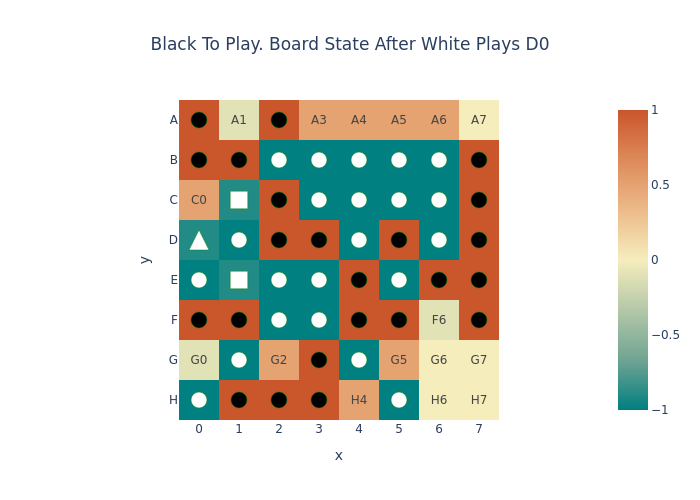 Black To Play. Board State After White Plays D0
A A1 A3 A4 A5 A6 A7 1
B
C C0 0.5
D
y 0
E
F F6 −0.5
G G0 G2 G5 G6 G7
H H4 H6 H7 −1
0 1 2 3 4 5 6 7
x